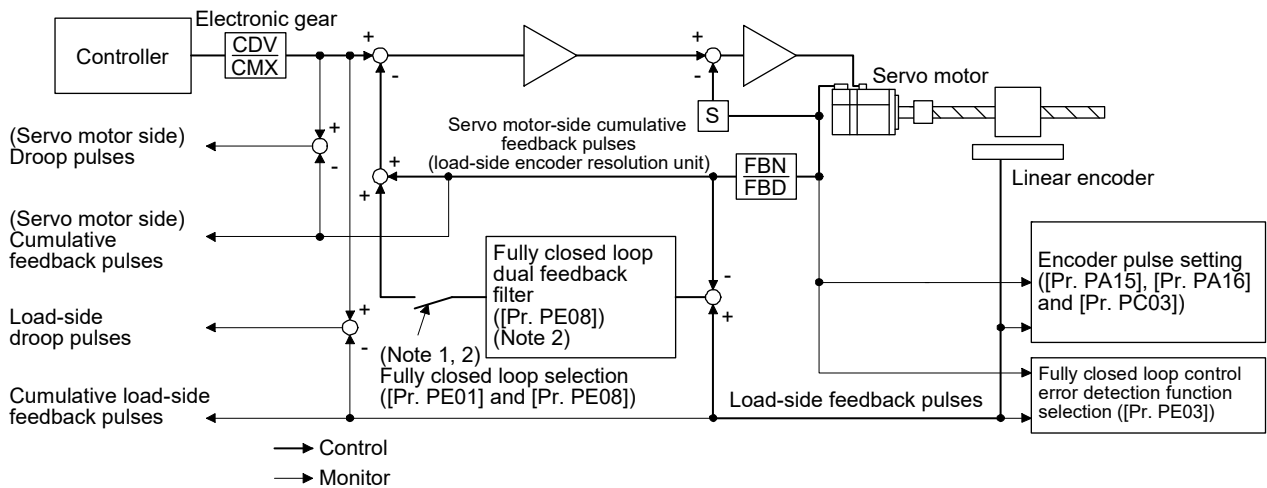 Electronic gear
Controller
CDV
CMX
+
-
+
-
S
Servo motor
(Servo motor side)
Droop pulses
+
-
Servo motor-side cumulative
feedback pulses
(load-side encoder resolution unit)
+
+
FBN
FBD
Linear encoder
(Servo motor side)
Cumulative
feedback pulses
Fully closed loop
dual feedback
filter
([Pr. PE08])
(Note 2)
-
+
Encoder pulse setting
([Pr. PA15], [Pr. PA16]
and [Pr. PC03])
Load-side
droop pulses
+
-
(Note 1, 2)
Fully closed loop selection
([Pr. PE01] and [Pr. PE08])
Fully closed loop control
error detection function
selection ([Pr. PE03])
Cumulative load-side
feedback pulses
Load-side feedback pulses
Control
Monitor